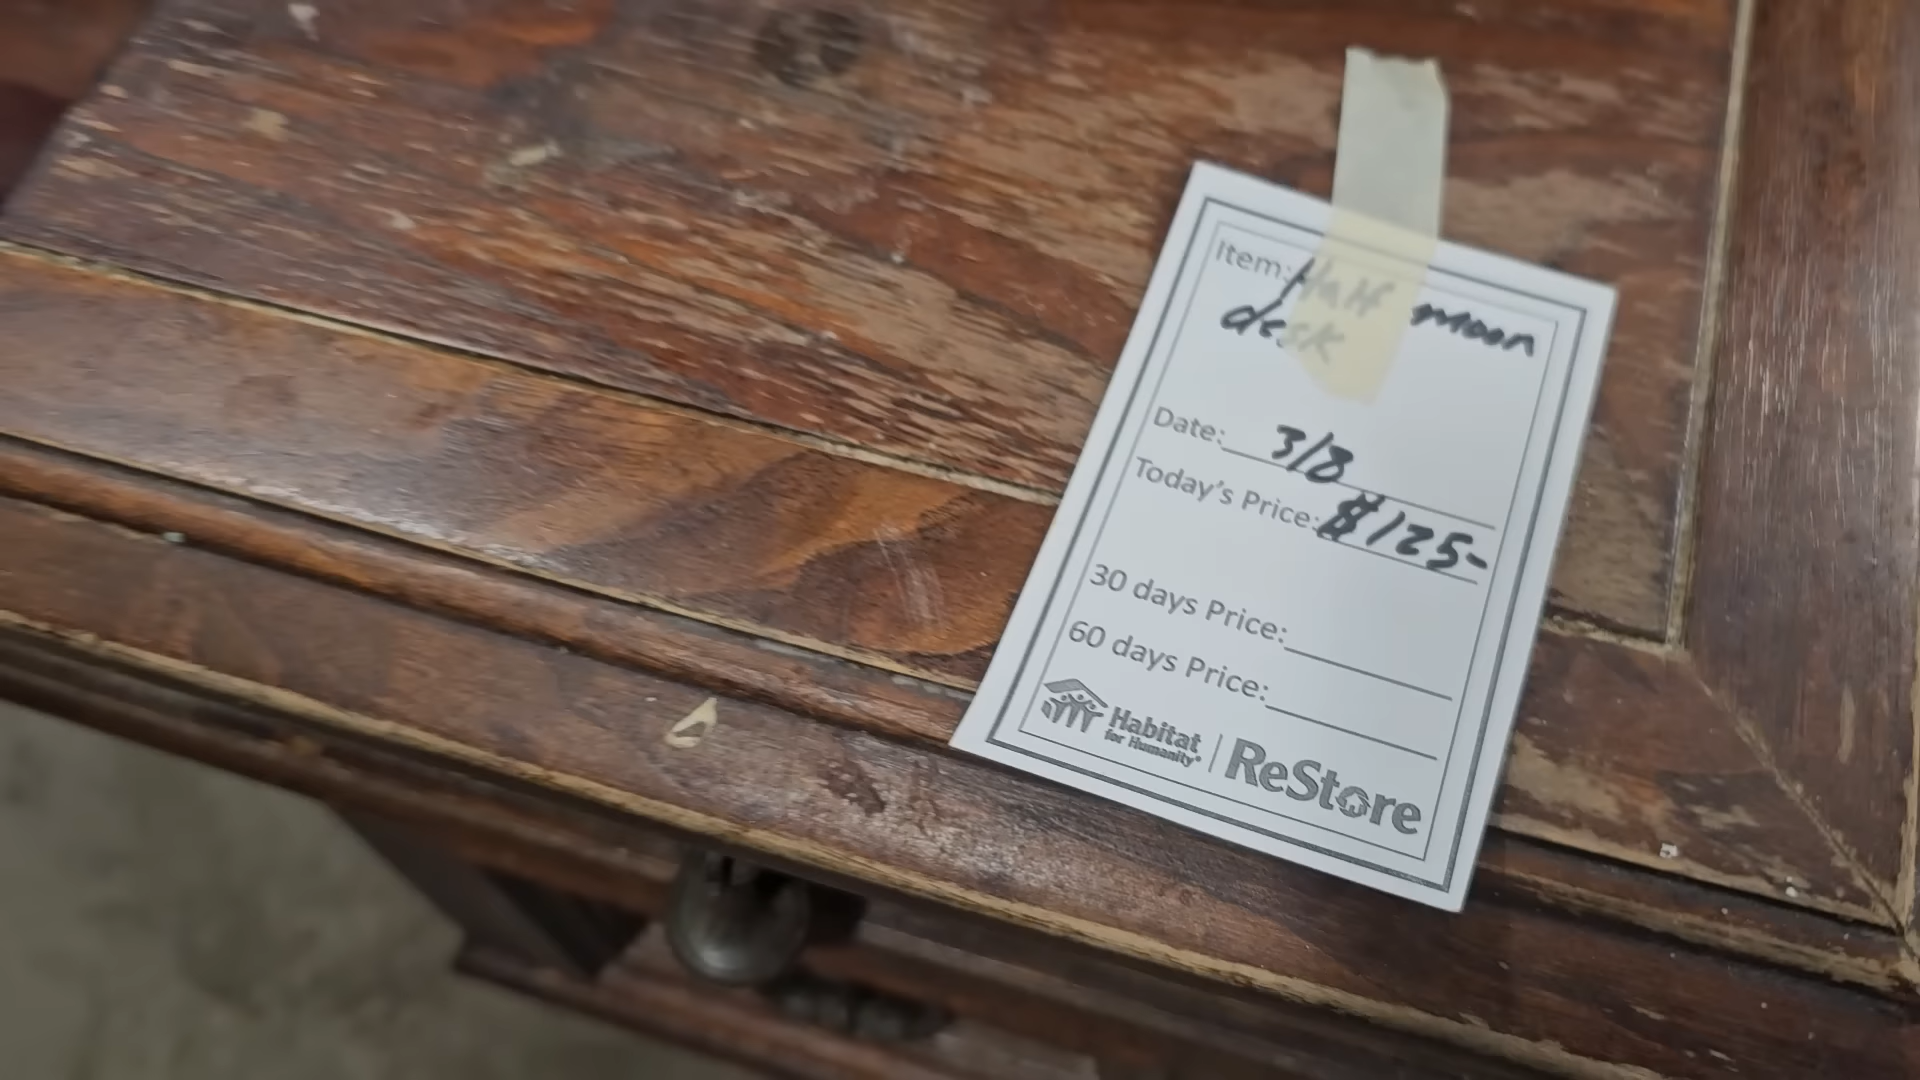 Item: Half moon
desk
Date: 3/8
Today's Price: $125-
30 days Price:
60 days Price:
Habitat
for Humanity®
ReStore